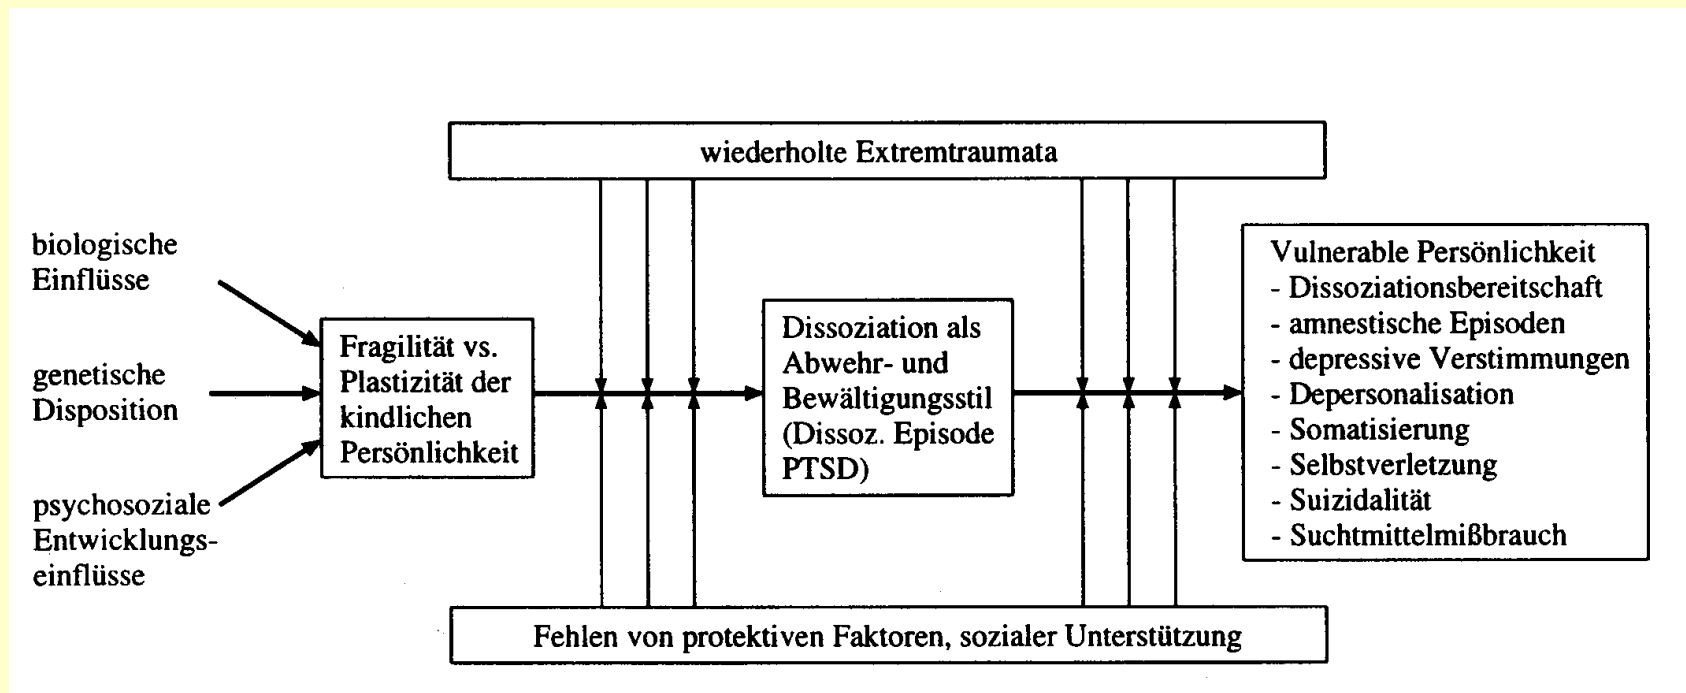 wiederholte Extremtraumata
biologische
Einflüsse
genetische
Disposition
psychosoziale
Entwicklungs-
einflüsse
Fragilität vs.
Plastizität der
kindlichen
Persönlichkeit
Dissoziation als
Abwehr- und
Bewältigungsstil
(Dissoz. Episode
PTSD)
Vulnerable Persönlichkeit
- Dissoziationsbereitschaft
- amnestische Episoden
- depressive Verstimmungen
- Depersonalisation
- Somatisierung
- Selbstverletzung
- Suizidalität
- Suchtmittelmißbrauch
Fehlen von protektiven Faktoren, sozialer Unterstützung